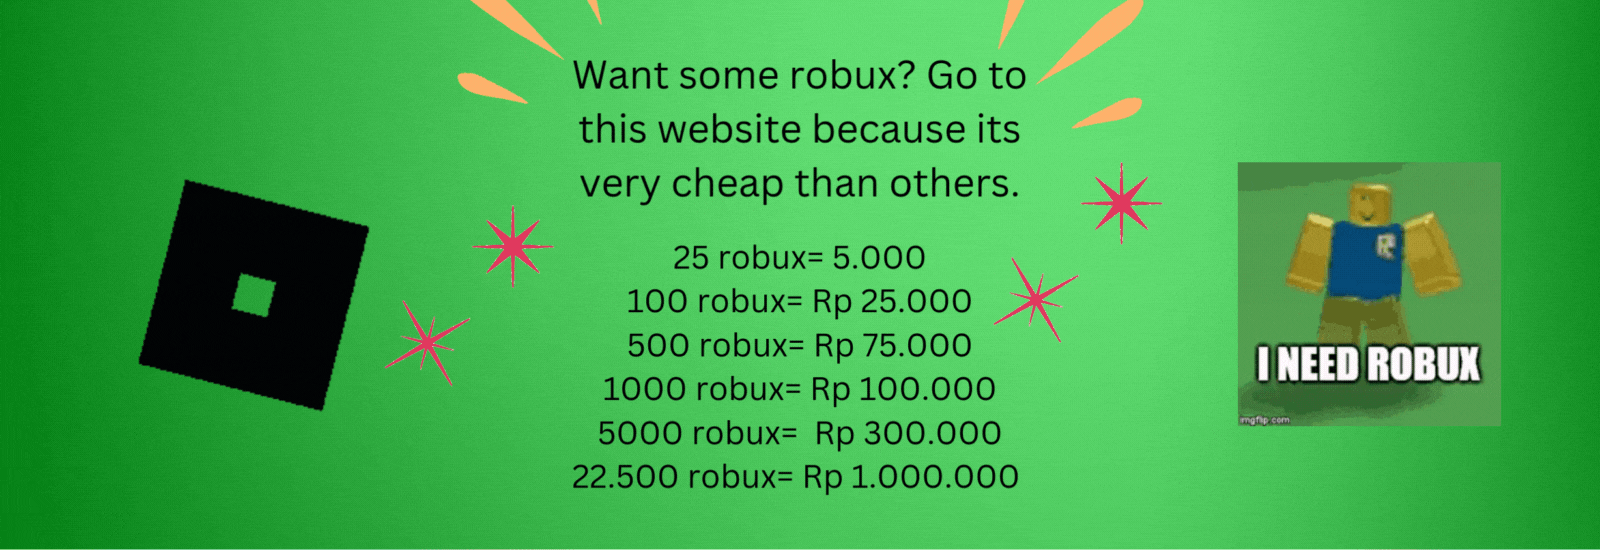 Want some robux? Go to
this website because its
very cheap than others.
25 robux= 5.000
100 robux= Rp 25.000
500 robux= Rp 75.000
1000 robux= Rp 100.000
5000 robux=  Rp 300.000
22.500 robux= Rp 1.000.000
I NEED ROBUX
imgflip.com